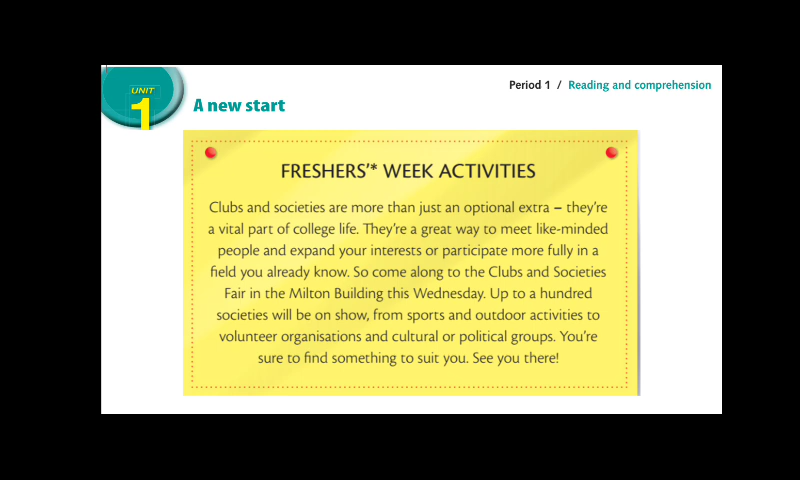 UNIT
1
Period 1 / Reading and comprehension
A new start
FRESHERS'* WEEK ACTIVITIES
Clubs and societies are more than just an optional extra – they're
a vital part of college life. They're a great way to meet like-minded
people and expand your interests or participate more fully in a
field you already know. So come along to the Clubs and Societies
Fair in the Milton Building this Wednesday. Up to a hundred
societies will be on show, from sports and outdoor activities to
volunteer organisations and cultural or political groups. You're
sure to find something to suit you. See you there!